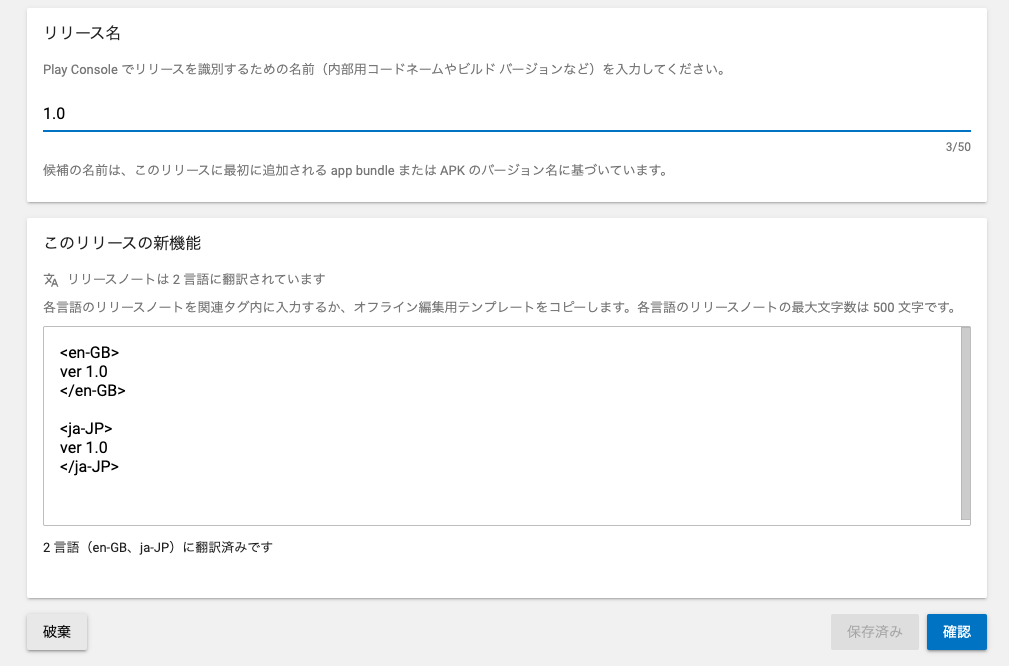 リリース名
Play Console でリリースを識別するための名前（内部用コードネームやビルド バージョンなど）を入力してください。
1.0
3/50
候補の名前は、このリリースに最初に追加される app bundle または APK のバージョン名に基づいています。
このリリースの新機能
リリースノートは 2 言語に翻訳されています
各言語のリリースノートを関連タグ内に入力するか、オフライン編集用テンプレートをコピーします。各言語のリリースノートの最大文字数は 500 文字です。
<en-GB>
ver 1.0
</en-GB>
<ja-JP>
ver 1.0
</ja-JP>
2 言語（en-GB、ja-JP）に翻訳済みです
破棄
保存済み
確認